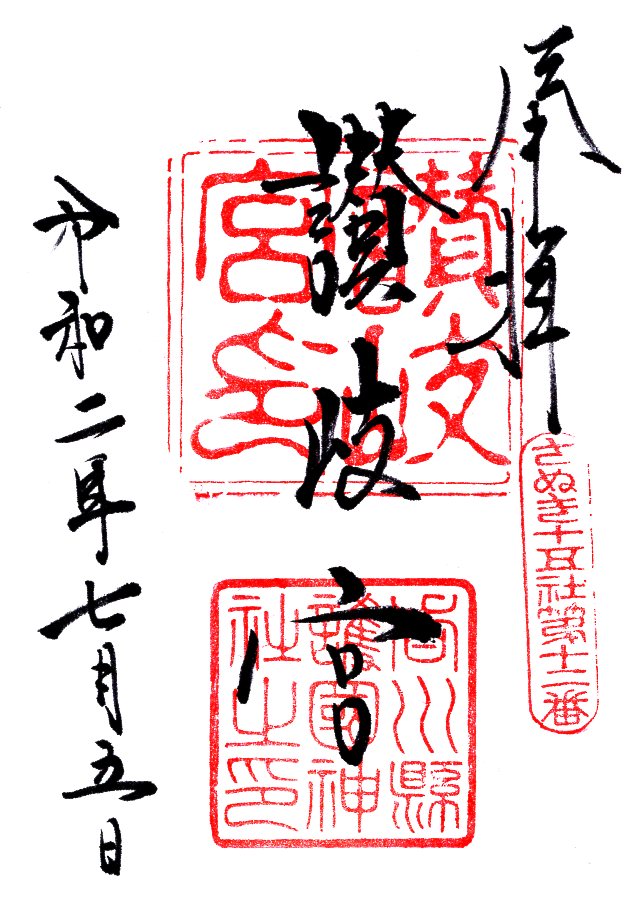 奉拝
さぬき十五社第十二番
讃岐宮
讃岐
宮印
香川縣
護國神
社之印
令和二年七月五日